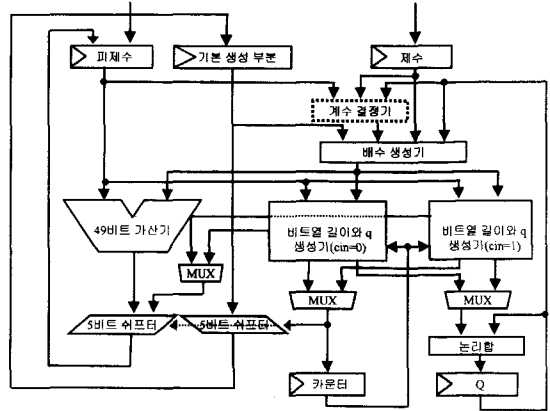 피제수
기본 생성 부분
제수
계수 결정기
배수 생성기
49비트 가산기
비트열 길이와 q
생성기(cin=0)
비트열 길이와 q
생성기(cin=1)
MUX
MUX
MUX
5비트 쉬프터
5비트 쉬프터
논리합
카운터
Q